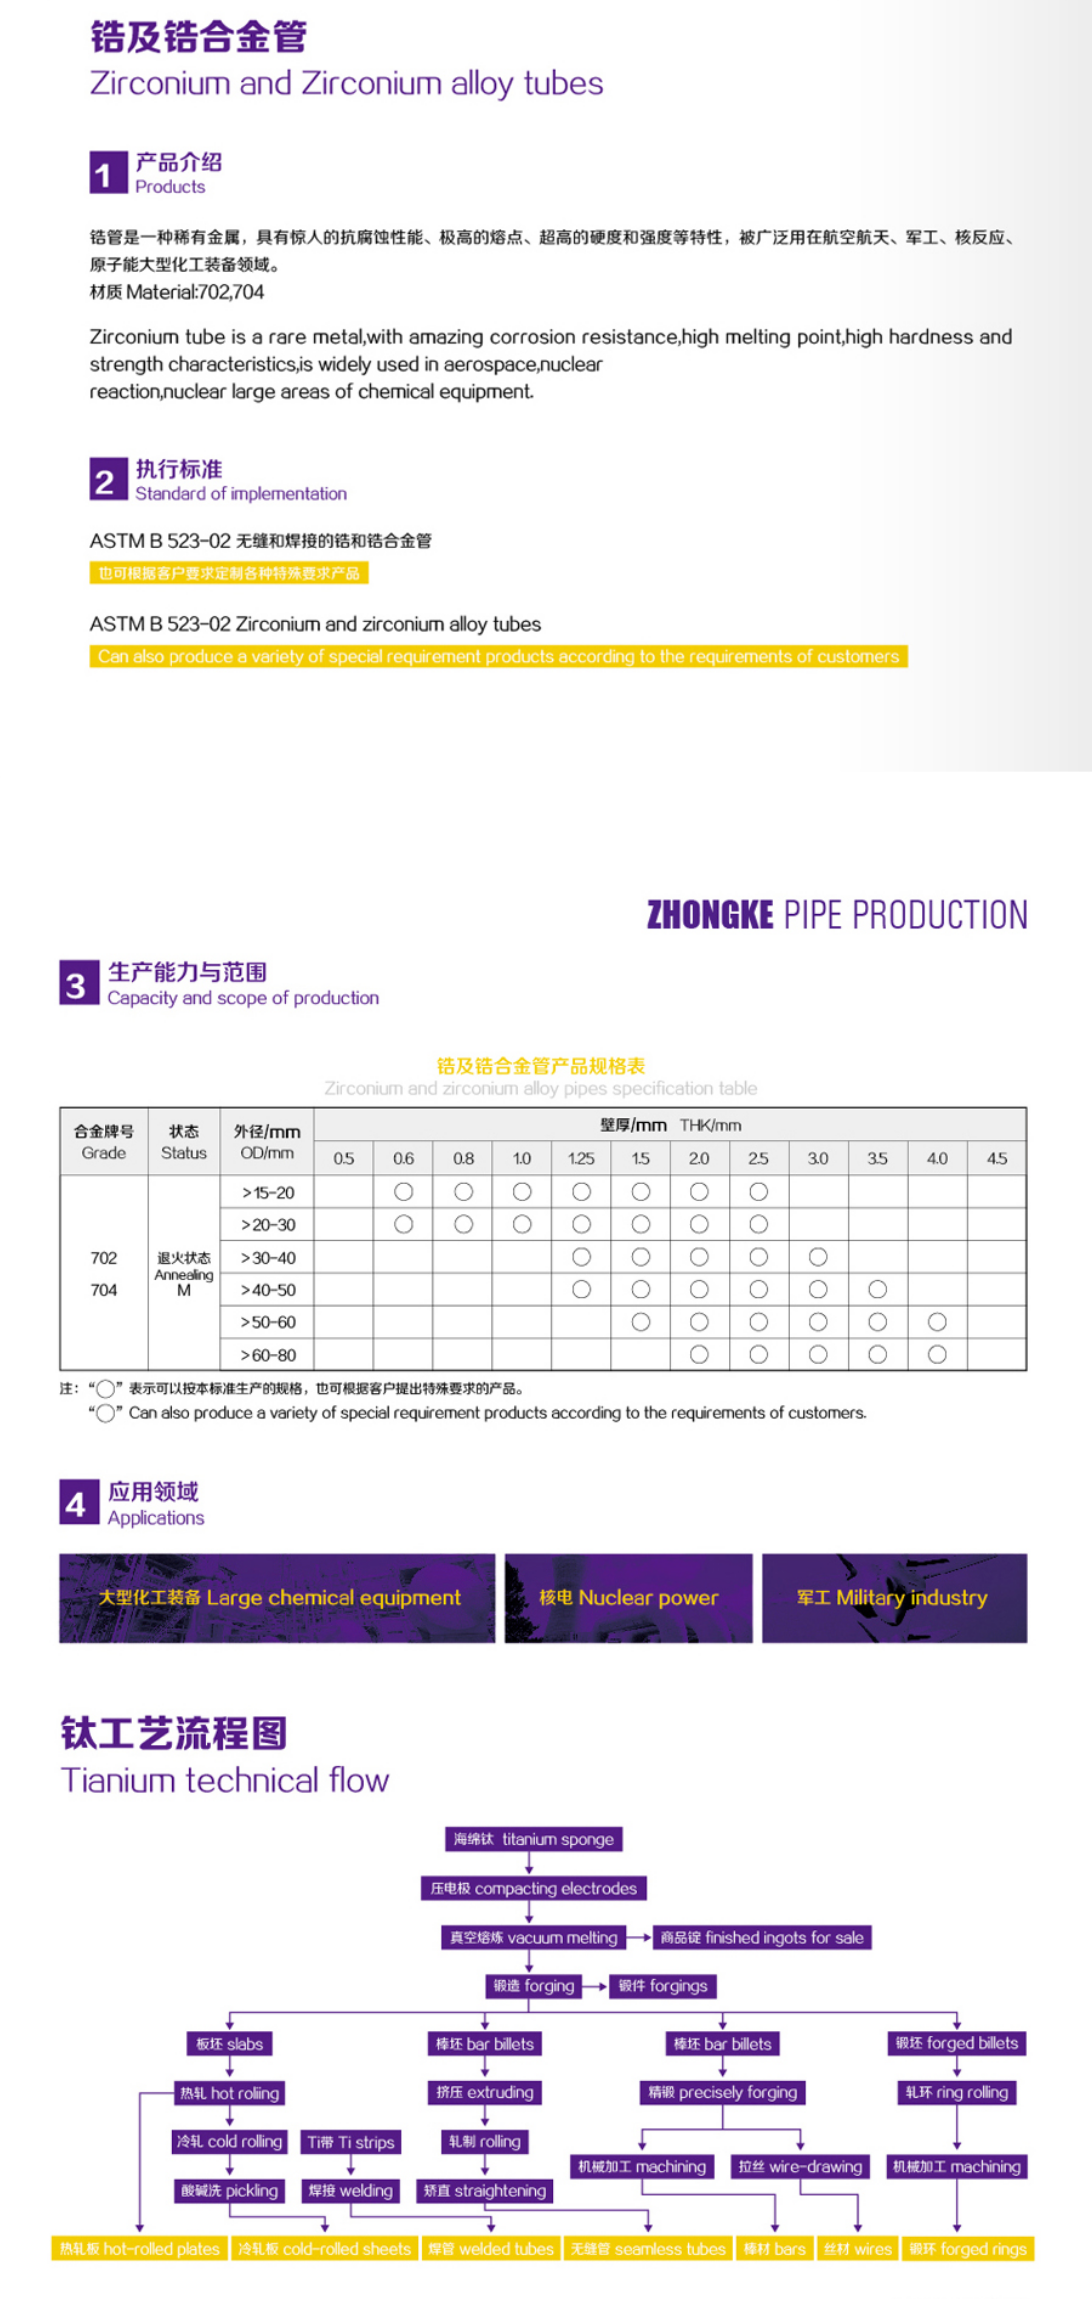 锆及锆合金管
Zirconium and Zirconium alloy tubes
1 产品介绍
Products
锆管是一种稀有金属，具有惊人的抗腐蚀性能、极高的熔点、超高的硬度和强度等特性，被广泛用在航空航天、军工、核反应、
原子能大型化工装备领域。
材质 Material:702,704
Zirconium tube is a rare metal,with amazing corrosion resistance,high melting point,high hardness and
strength characteristics,is widely used in aerospace,nuclear
reaction,nuclear large areas of chemical equipment.
2 执行标准
Standard of implementation
ASTM B 523-02 无缝和焊接的锆和锆合金管
也可根据客户要求定制各种特殊要求产品
ASTM B 523-02 Zirconium and zirconium alloy tubes
Can also produce a variety of special requirement products according to the requirements of customers
ZHONGKE PIPE PRODUCTION
3 生产能力与范围
Capacity and scope of production
锆及锆合金管产品规格表
Zirconium and zirconium alloy pipes specification table
合金牌号 状态 外径/mm 壁厚/mm THK/mm
Grade Status OD/mm 0.5 0.6 0.8 1.0 1.25 1.5 2.0 2.5 3.0 3.5 4.0 4.5
>15-20 ○ ○ ○ ○ ○ ○ ○
>20-30 ○ ○ ○ ○ ○ ○ ○
702 退火状态 >30-40 ○ ○ ○ ○ ○
Annealing
704 M >40-50 ○ ○ ○ ○ ○ ○
>50-60 ○ ○ ○ ○ ○ ○
>60-80 ○ ○ ○ ○ ○
注：“○”表示可以按本标准生产的规格，也可根据客户提出特殊要求的产品。
“○” Can also produce a variety of special requirement products according to the requirements of customers.
4 应用领域
Applications
大型化工装备 Large chemical equipment 核电 Nuclear power 军工 Military industry
钛工艺流程图
Tianium technical flow
海绵钛 titanium sponge
压电极 compacting electrodes
真空熔炼 vacuum melting 商品锭 finished ingots for sale
锻造 forging 锻件 forgings
板坯 slabs 棒坯 bar billets 棒坯 bar billets 锻坯 forged billets
热轧 hot roliing 挤压 extruding 精锻 precisely forging 轧环 ring rolling
冷轧 cold rolling Ti带 Ti strips 轧制 rolling
机械加工 machining 拉丝 wire-drawing 机械加工 machining
酸碱洗 pickling 焊接 welding 矫直 straightening
热轧板 hot-rolled plates 冷轧板 cold-rolled sheets 焊管 welded tubes 无缝管 seamless tubes 棒材 bars 丝材 wires 锻环 forged rings